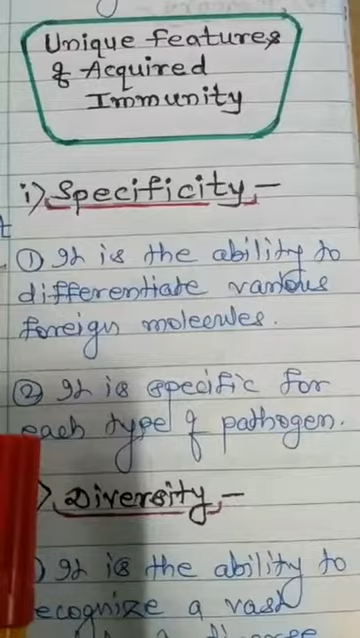 Unique features
of Acquired
Immunity
i) Specificity,-
① It is the ability to
differentiate various
foreign molecules.
② It is specific for
each type of pathogen.
) Diversity,-
) It is the ability to
ecognize a vast